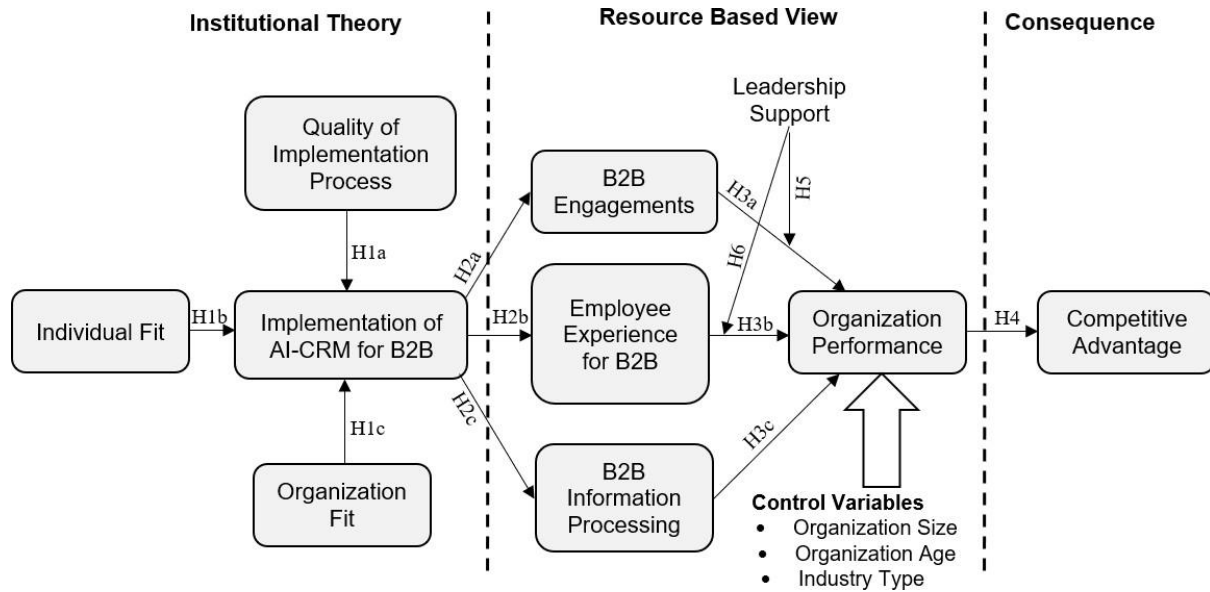 Institutional Theory
Resource Based View
Consequence
Leadership
Support
Quality of
Implementation
Process
B2B
Engagements
H3a
H5
H1a
H2a
H6
Individual Fit
H1b
Implementation of
AI-CRM for B2B
H2b
Employee
Experience
for B2B
H3b
Organization
Performance
H4
Competitive
Advantage
H1c
H2c
H3c
Organization
Fit
B2B
Information
Processing
Control Variables
• Organization Size
• Organization Age
• Industry Type